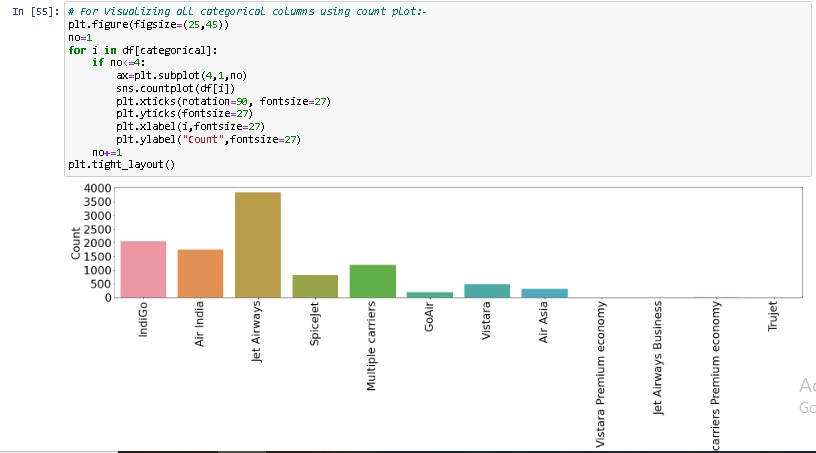 In [55]:
# For Visualizing all categorical columns using count plot:-
plt.figure(figsize=(25,45))
no=1
for i in df[categorical]:
    if no<=4:
        ax=plt.subplot(4,1,no)
        sns.countplot(df[i])
        plt.xticks(rotation=90, fontsize=27)
        plt.yticks(fontsize=27)
        plt.xlabel(i,fontsize=27)
        plt.ylabel("Count",fontsize=27)
    no+=1
plt.tight_layout()
4000
3500
3000
2500
2000
1500
1000
500
0
Count
IndiGo
Air India
Jet Airways
SpiceJet
Multiple carriers
GoAir
Vistara
Air Asia
Vistara Premium economy
Jet Airways Business
carriers Premium economy
Trujet
Go